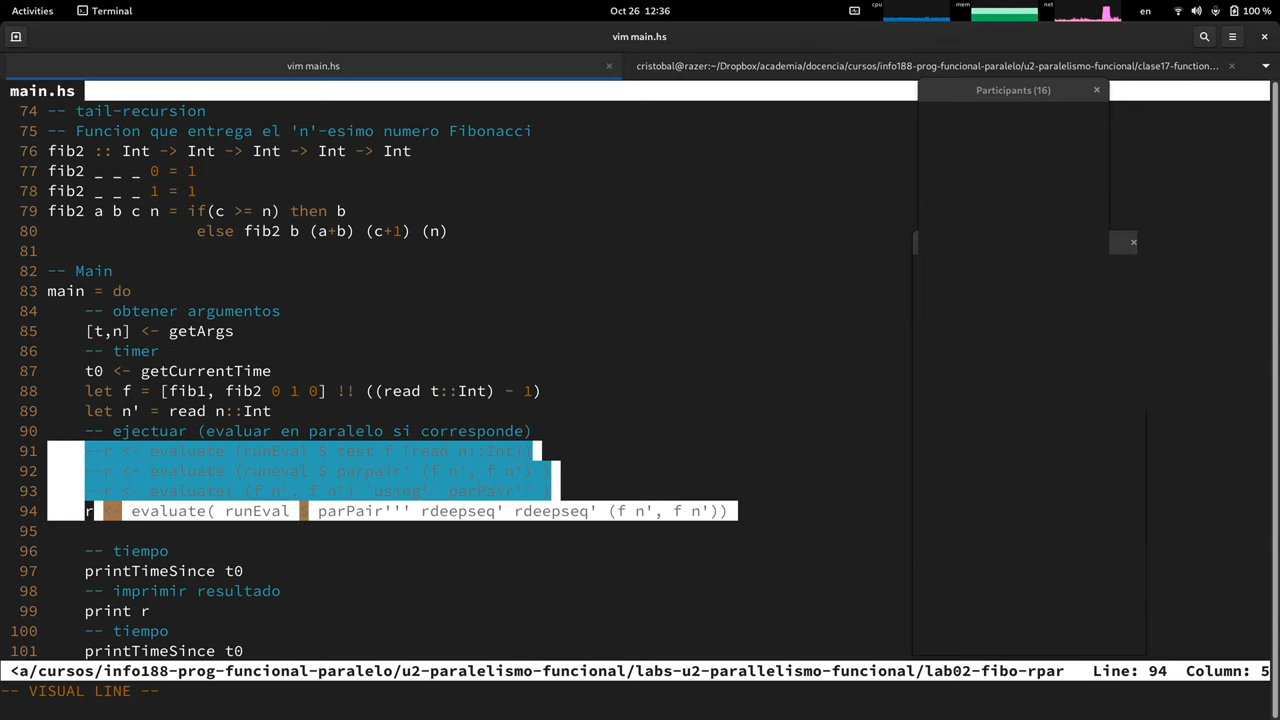 Activities Terminal Oct 26 12:36 cpu mem net en 100 %
vim main.hs
vim main.hs × cristobal@razer:~/Dropbox/academia/docencia/cursos/info188-prog-funcional-paralelo/u2-paralelismo-funcional/clase17-function... ×
main.hs
Participants (16) ×
74 -- tail-recursion
75 -- Funcion que entrega el 'n'-esimo numero Fibonacci
76 fib2 :: Int -> Int -> Int -> Int -> Int
77 fib2 _ _ _ 0 = 1
78 fib2 _ _ _ 1 = 1
79 fib2 a b c n = if(c >= n) then b
80 else fib2 b (a+b) (c+1) (n)
81
82 -- Main
83 main = do
84 -- obtener argumentos
85 [t,n] <- getArgs
86 -- timer
87 t0 <- getCurrentTime
88 let f = [fib1, fib2 0 1 0] !! ((read t::Int) - 1)
89 let n' = read n::Int
90 -- ejectuar (evaluar en paralelo si corresponde)
91 --r <- evaluate (runEval $ test f (read n::Int))
92 --r <- evaluate (runeval $ parpair' (f n', f n') )
93 --r <- evaluate( (f n', f n') `using'` parPair'' )
94 r <- evaluate( runEval $ parPair''' rdeepseq' rdeepseq' (f n', f n'))
95
96 -- tiempo
97 printTimeSince t0
98 -- imprimir resultado
99 print r
100 -- tiempo
101 printTimeSince t0
<a/cursos/info188-prog-funcional-paralelo/u2-paralelismo-funcional/labs-u2-parallelismo-funcional/lab02-fibo-rpar Line: 94 Column: 5
-- VISUAL LINE --